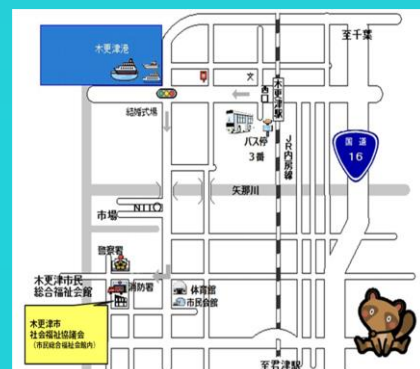 木更津港
至千葉
文
西口
木更津駅
結婚式場
バス停
3番
JR内房線
国道
16
矢那川
NTT
市場
警察署
木更津市民
総合福祉会館
消防署
体育館
市民会館
木更津市
社会福祉協議会
(市民総合福祉会館内)
至君津駅